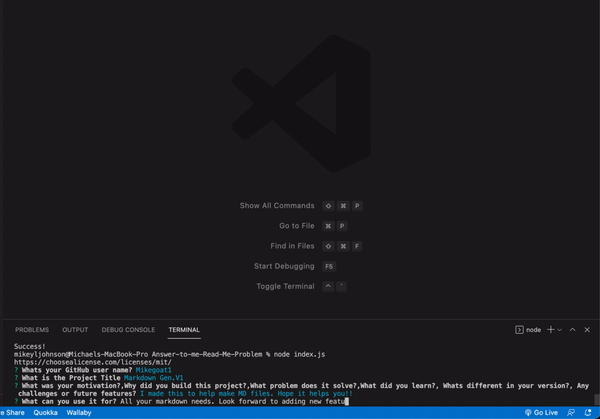 Show All Commands ⇧ ⌘ P
Go to File ⌘ P
Find in Files ⇧ ⌘ F
Start Debugging F5
Toggle Terminal ^ `
PROBLEMS OUTPUT DEBUG CONSOLE TERMINAL node
Success!
mikeyljohnson@Michaels-MacBook-Pro Answer-to-me-Read-Me-Problem % node index.js
https://choosealicense.com/licenses/mit/
? Whats your GitHub user name? Mikegoat1
? What is the Project Title Markdown Gen.V1
? What was your motivation?,Why did you build this project?,What problem does it solve?,What did you learn?, Whats different in your version?, Any
challenges or future features? I made this to help make MD files. Hope it helps you!!
? What can you use it for? All your markdown needs. Look forward to adding new featu
e Share Quokka Wallaby Go Live